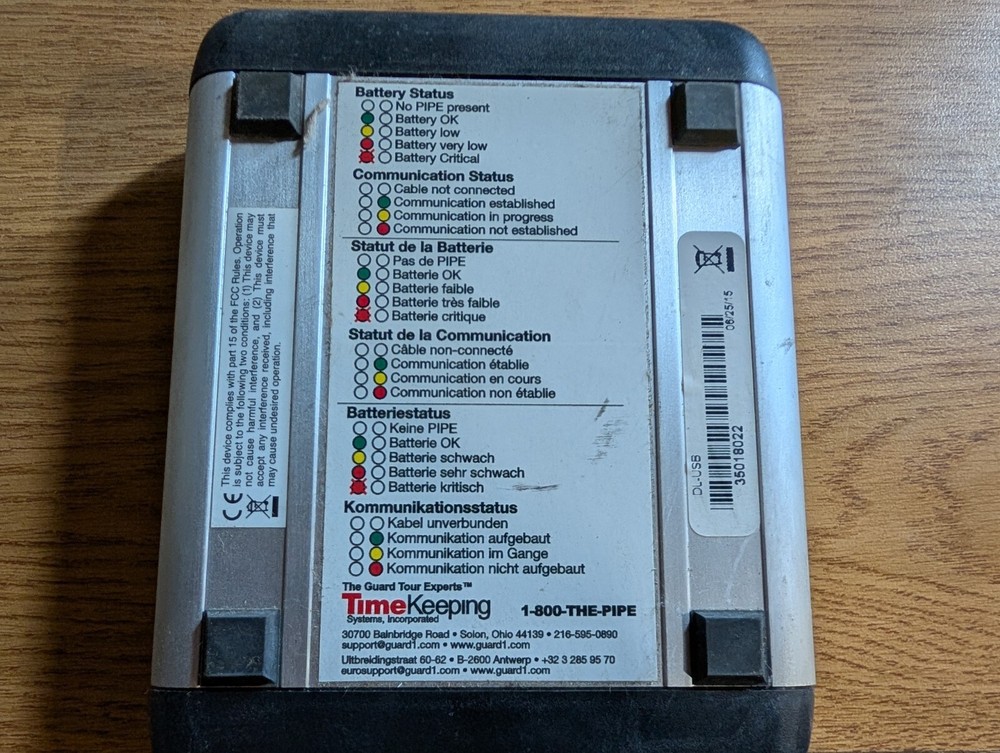 Battery Status
No PIPE present
Battery OK
Battery low
Battery very low
Battery Critical
Communication Status
Cable not connected
Communication established
Communication in progress
Communication not established
Statut de la Batterie
Pas de PIPE
Batterie OK
Batterie faible
Batterie très faible
Batterie critique
Statut de la Communication
Câble non-connecté
Communication établie
Communication en cours
Communication non établie
Batteriestatus
Keine PIPE
Batterie OK
Batterie schwach
Batterie sehr schwach
Batterie kritisch
Kommunikationsstatus
Kabel unverbunden
Kommunikation aufgebaut
Kommunikation im Gange
Kommunikation nicht aufgebaut
The Guard Tour Experts™
TimeKeeping
Systems, Incorporated
1-800-THE-PIPE
30700 Bainbridge Road • Solon, Ohio 44139 • 216-595-0890
support@guard1.com • www.guard1.com
Uitbreidingstraat 60-62 • B-2600 Antwerp • +32 3 285 95 70
eurosupport@guard1.com • www.guard1.com
CE
This device complies with part 15 of the FCC Rules. Operation
is subject to the following two conditions: (1) This device may
not cause harmful interference, and (2) This device must
accept any interference received, including interference that
may cause undesired operation.
DL-USB
35018022
08/25/15